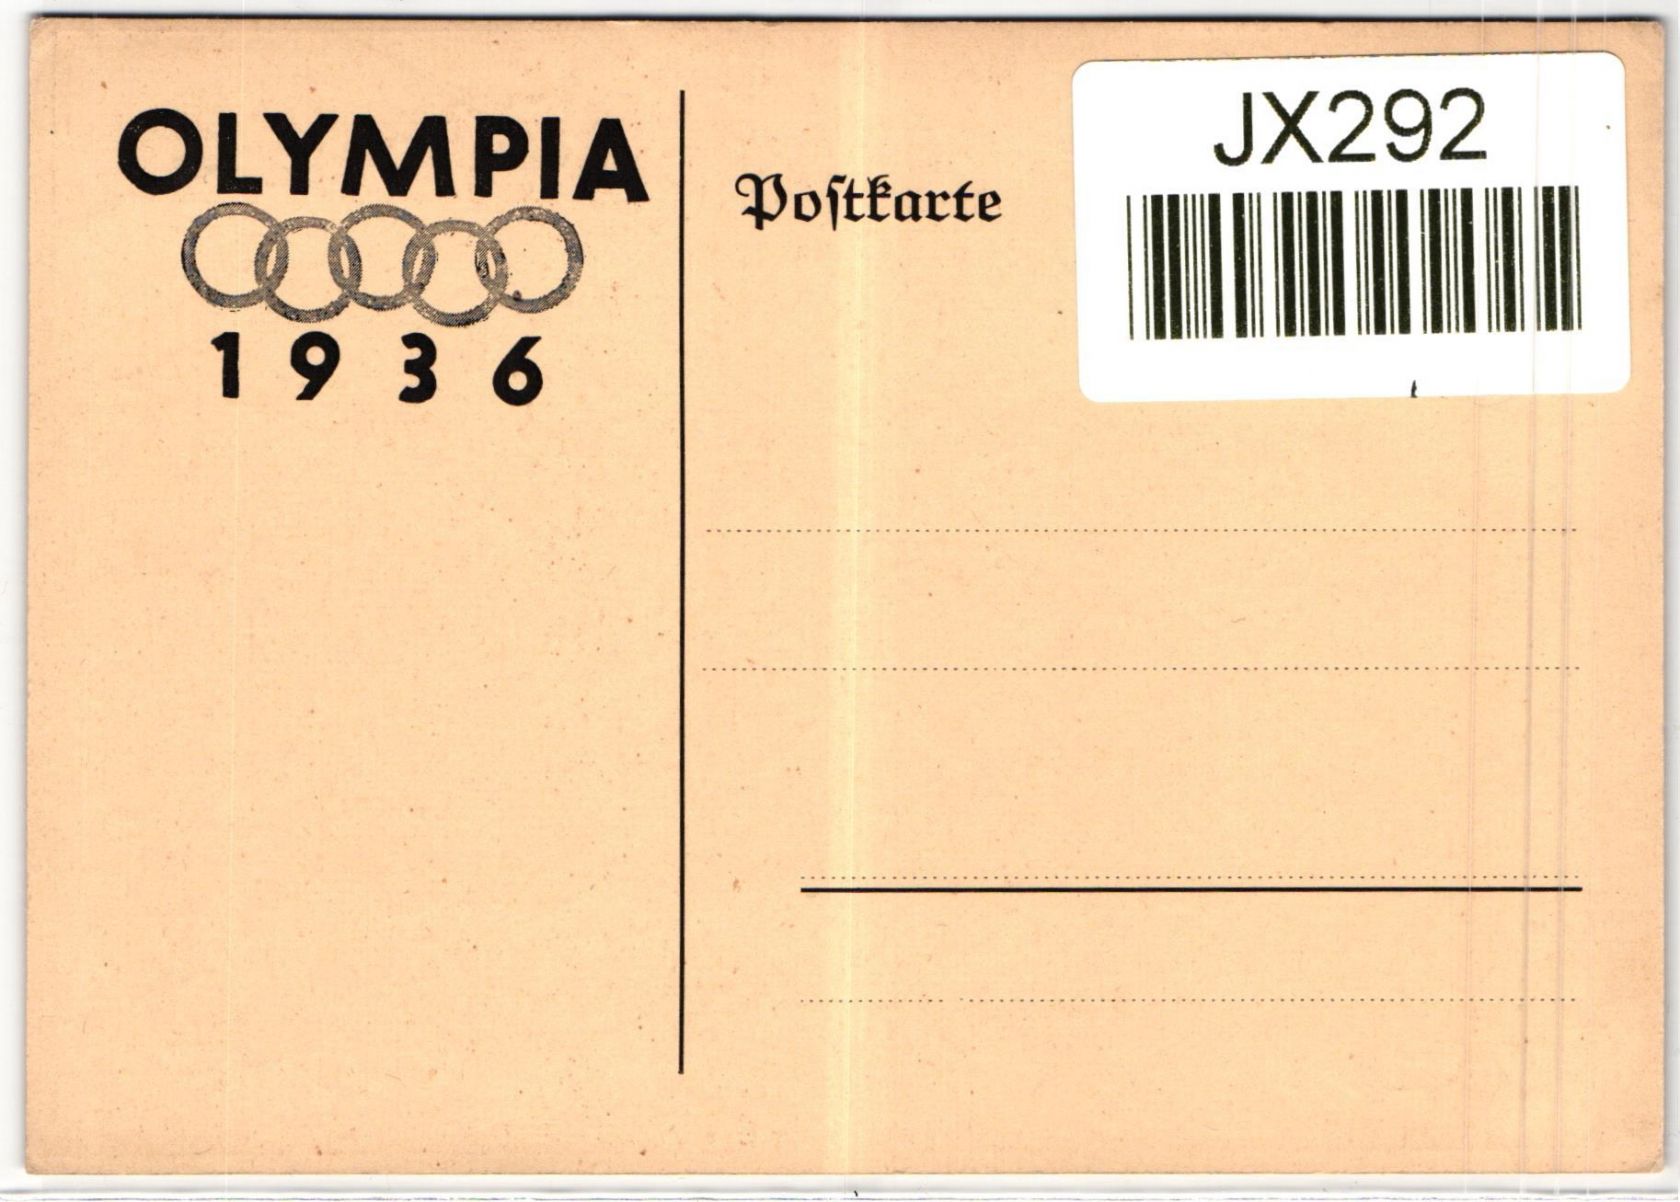 OLYMPIA
1936
Poſtkarte
JX292